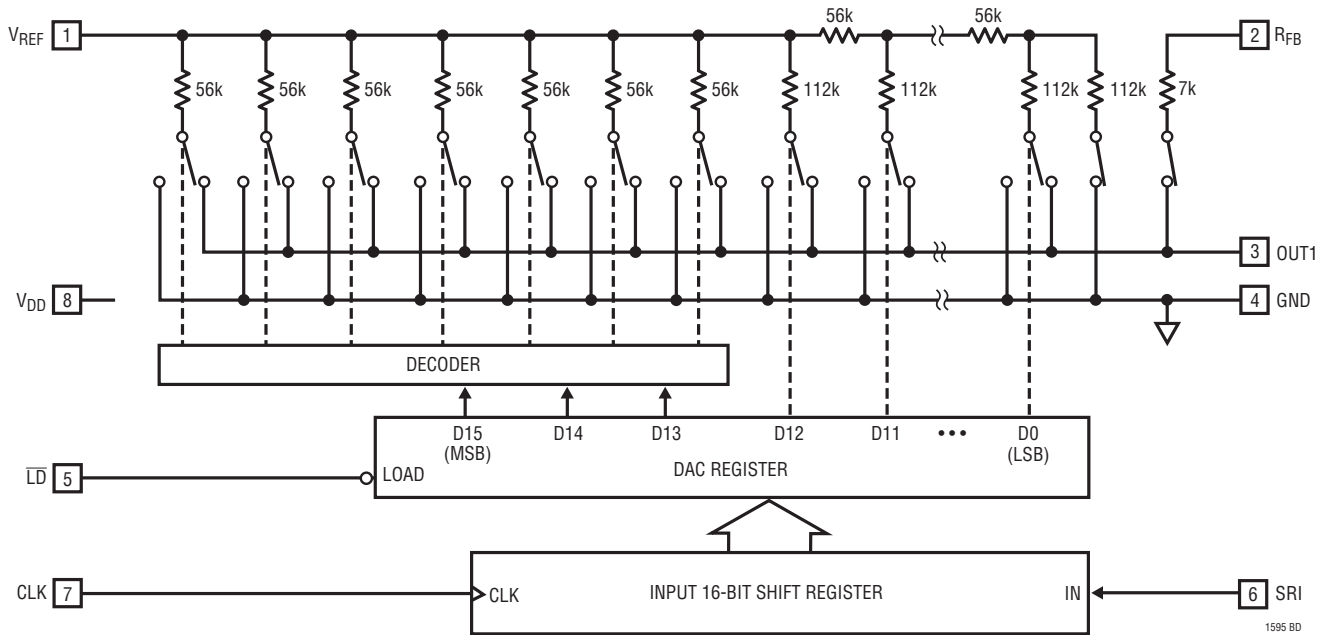 56k 56k
VREF 1 2 RFB
56k 56k 56k 56k 56k 56k 56k 112k 112k 112k 112k 7k
3 OUT1
VDD 8 4 GND
DECODER
D15 D14 D13 D12 D11 ••• D0
(MSB) (LSB)
LD 5 LOAD DAC REGISTER
CLK 7 CLK INPUT 16-BIT SHIFT REGISTER IN 6 SRI
1595 BD